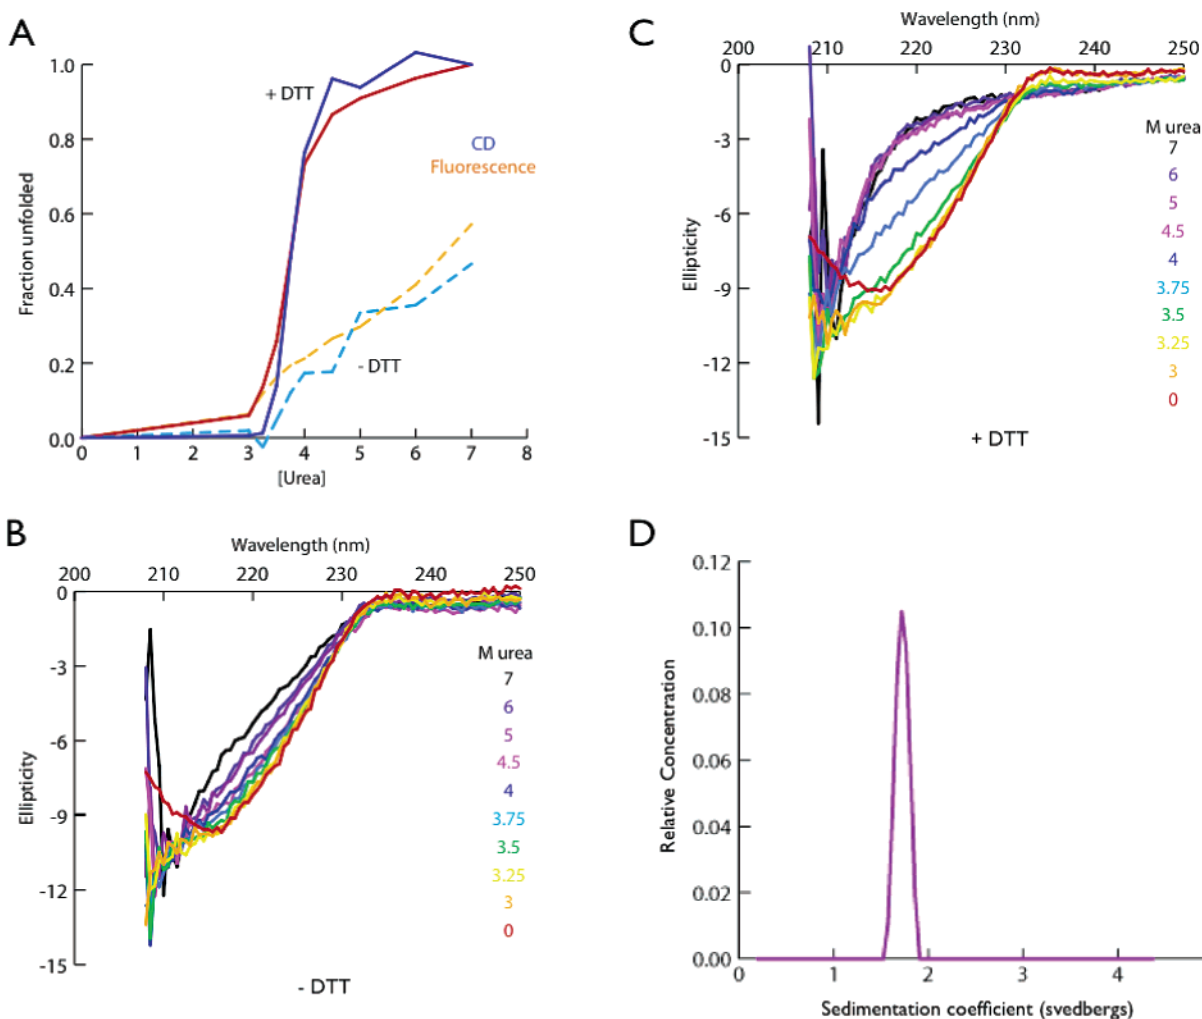 A
1.0
0.8
0.6
0.4
0.2
0.0
Fraction unfolded
+ DTT
CD
Fluorescence
- DTT
0 1 2 3 4 5 6 7 8
[Urea]
B
Wavelength (nm)
200 210 220 230 240 250
0
-3
-6
-9
-12
-15
Ellipticity
M urea
7
6
5
4.5
4
3.75
3.5
3.25
3
0
- DTT
C
Wavelength (nm)
200 210 220 230 240 250
0
-3
-6
-9
-12
-15
Ellipticity
M urea
7
6
5
4.5
4
3.75
3.5
3.25
3
0
+ DTT
D
0.12
0.10
0.08
0.06
0.04
0.02
0.00
Relative Concentration
0 1 2 3 4
Sedimentation coefficient (svedbergs)